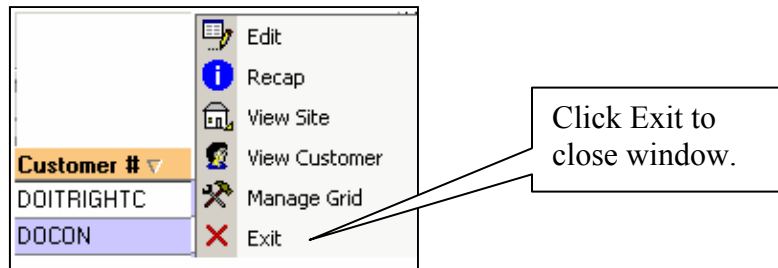 Edit
Recap
View Site
View Customer
Manage Grid
Exit
Customer #
DOITRIGHTC
DOCON
Click Exit to
close window.